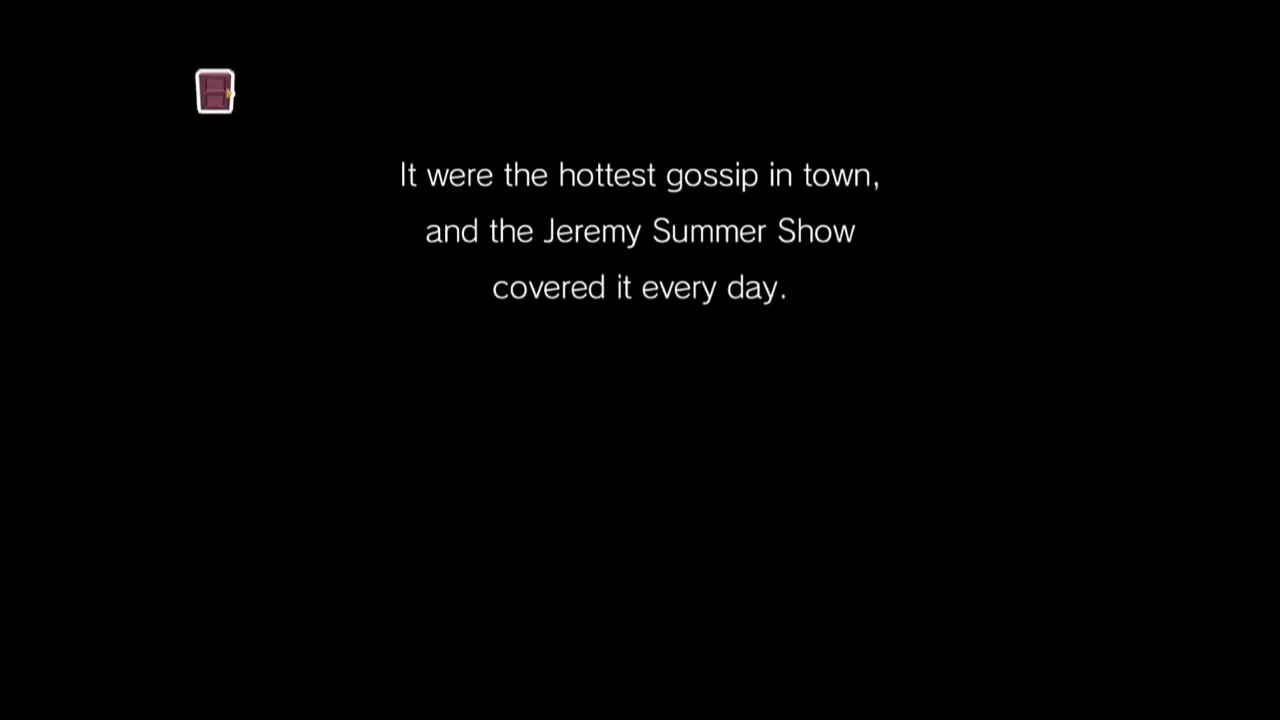 It were the hottest gossip in town,
and the Jeremy Summer Show
covered it every day.